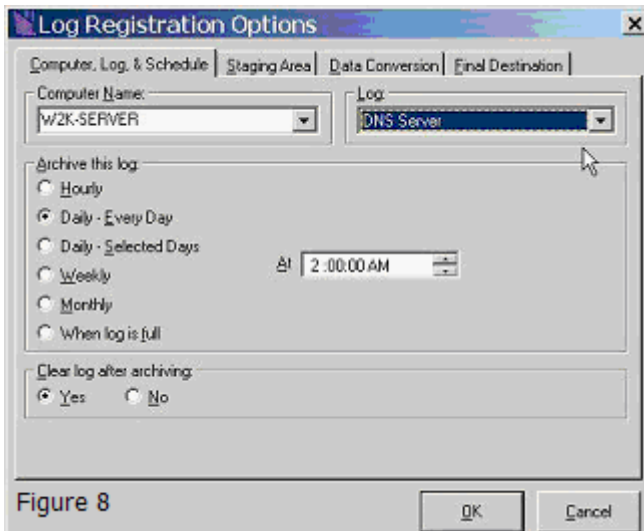 Log Registration Options
Computer, Log, & Schedule Staging Area Data Conversion Final Destination
Computer Name: Log:
W2K-SERVER DNS Server
Archive this log:
Hourly
Daily - Every Day
Daily - Selected Days
At 2:00:00 AM
Weekly
Monthly
When log is full
Clear log after archiving:
Yes No
Figure 8
OK Cancel